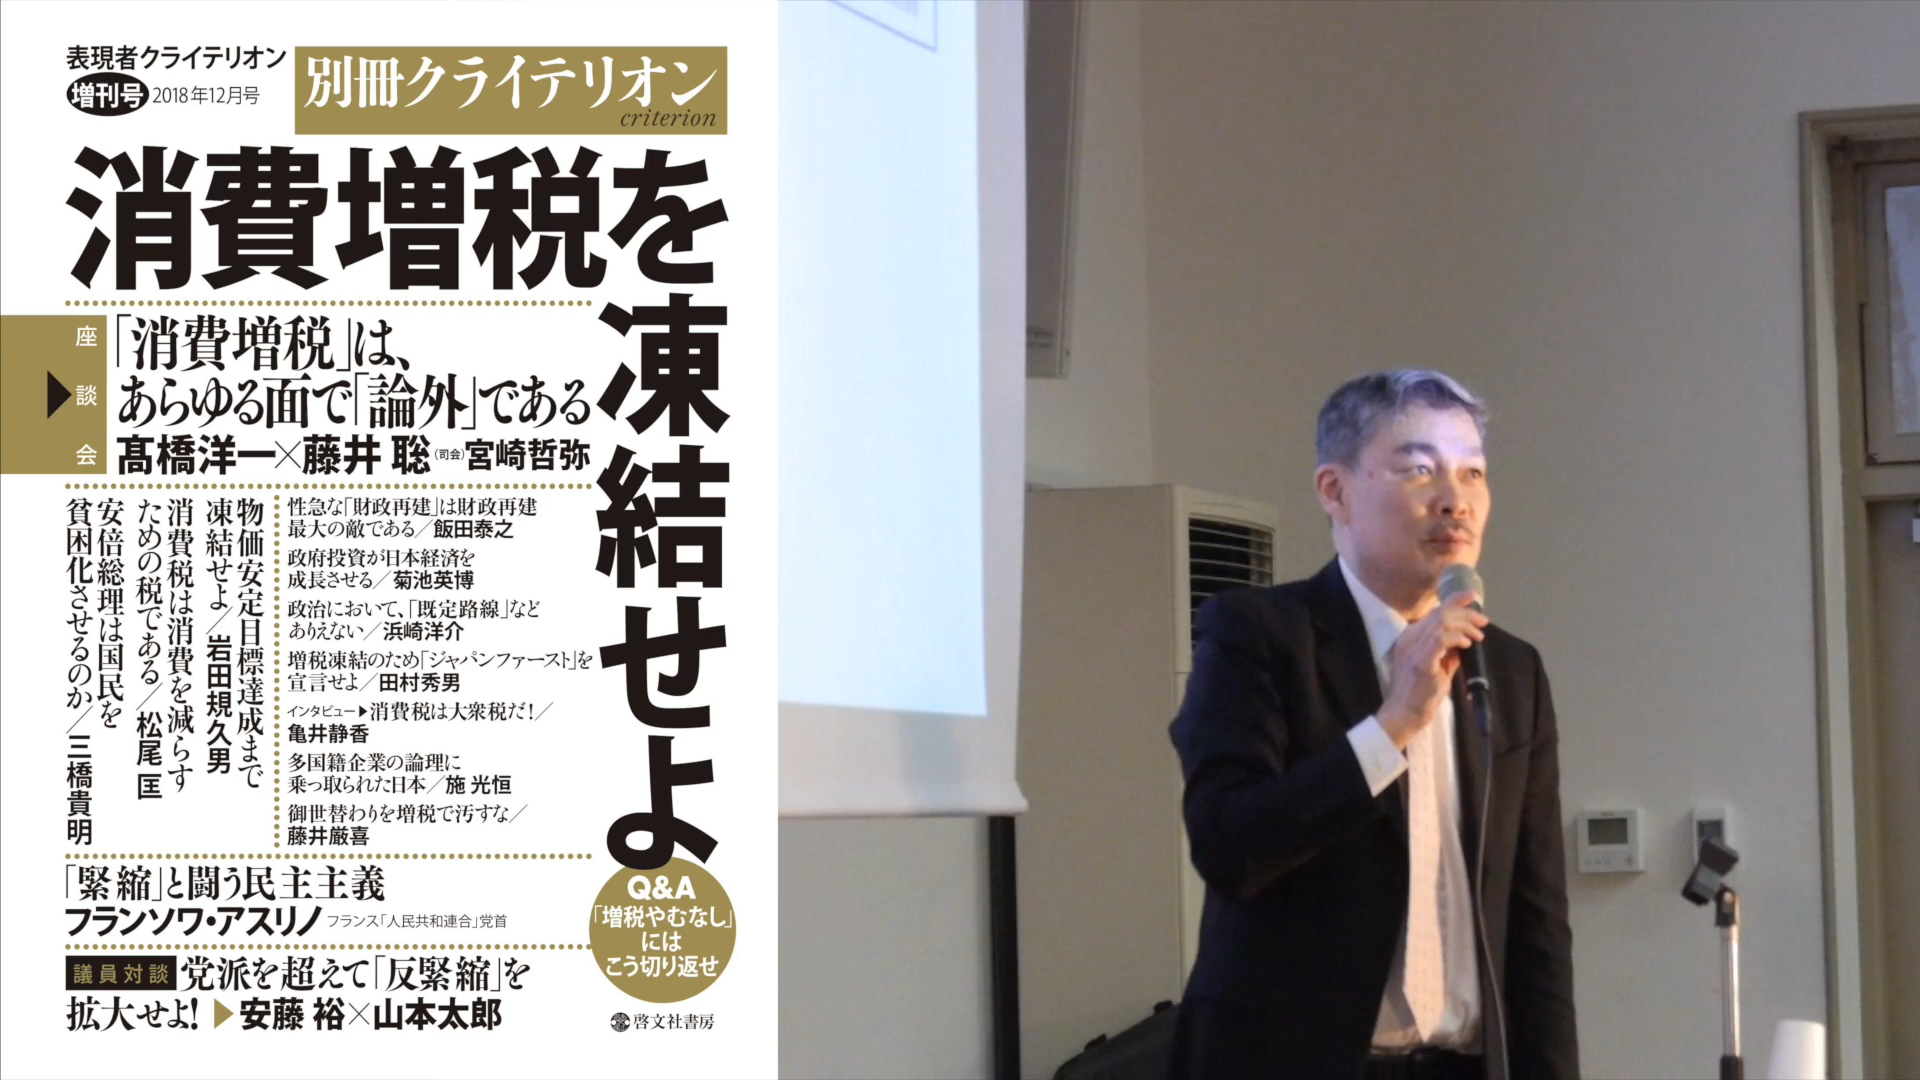 表現者クライテリオン
増刊号 2018年12月号
別冊クライテリオン
criterion
消費増税を
凍結せよ
座談会
「消費増税」は、
あらゆる面で「論外」である
髙橋洋一×藤井 聡(司会)宮崎哲弥
物価安定目標達成まで
凍結せよ／岩田規久男
消費税は消費を減らす
ための税である／松尾 匡
安倍総理は国民を
貧困化させるのか／三橋貴明
性急な「財政再建」は財政再建
最大の敵である／飯田泰之
政府投資が日本経済を
成長させる／菊池英博
政治において、「既定路線」など
ありえない／浜崎洋介
増税凍結のため「ジャパンファースト」を
宣言せよ／田村秀男
インタビュー▶消費税は大衆税だ!／
亀井静香
多国籍企業の論理に
乗っ取られた日本／施 光恒
御世替わりを増税で汚すな／
藤井厳喜
「緊縮」と闘う民主主義
フランソワ・アスリノ フランス「人民共和連合」党首
議員対談 党派を超えて「反緊縮」を
拡大せよ! ▶安藤 裕×山本太郎
Q&A
「増税やむなし」
には
こう切り返せ
啓文社書房